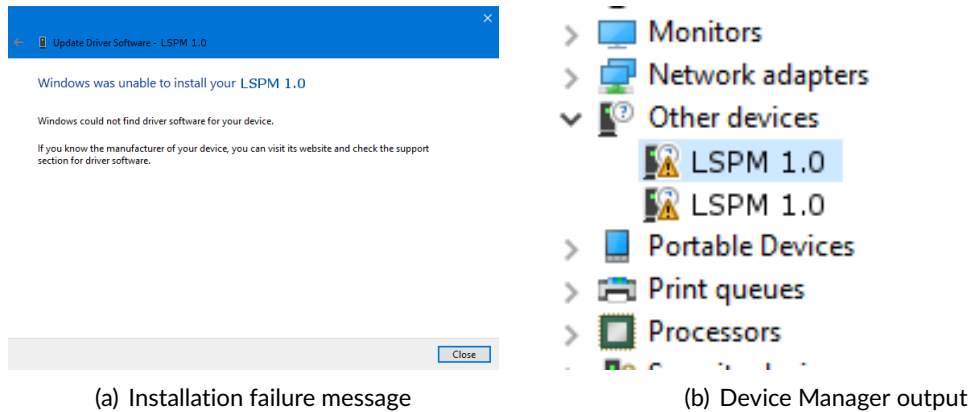 Update Driver Software - LSPM 1.0
Windows was unable to install your LSPM 1.0
Windows could not find driver software for your device.
If you know the manufacturer of your device, you can visit its website and check the support
section for driver software.
Close
(a) Installation failure message
Monitors
Network adapters
Other devices
LSPM 1.0
LSPM 1.0
Portable Devices
Print queues
Processors
(b) Device Manager output